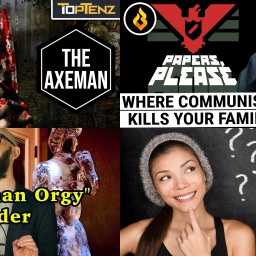 TOPTENZ
THE
AXEMAN
PAPERS,
PLEASE
WHERE COMMUNIS
KILLS YOUR FAMI
an Orgy"
der
? ? ? ?